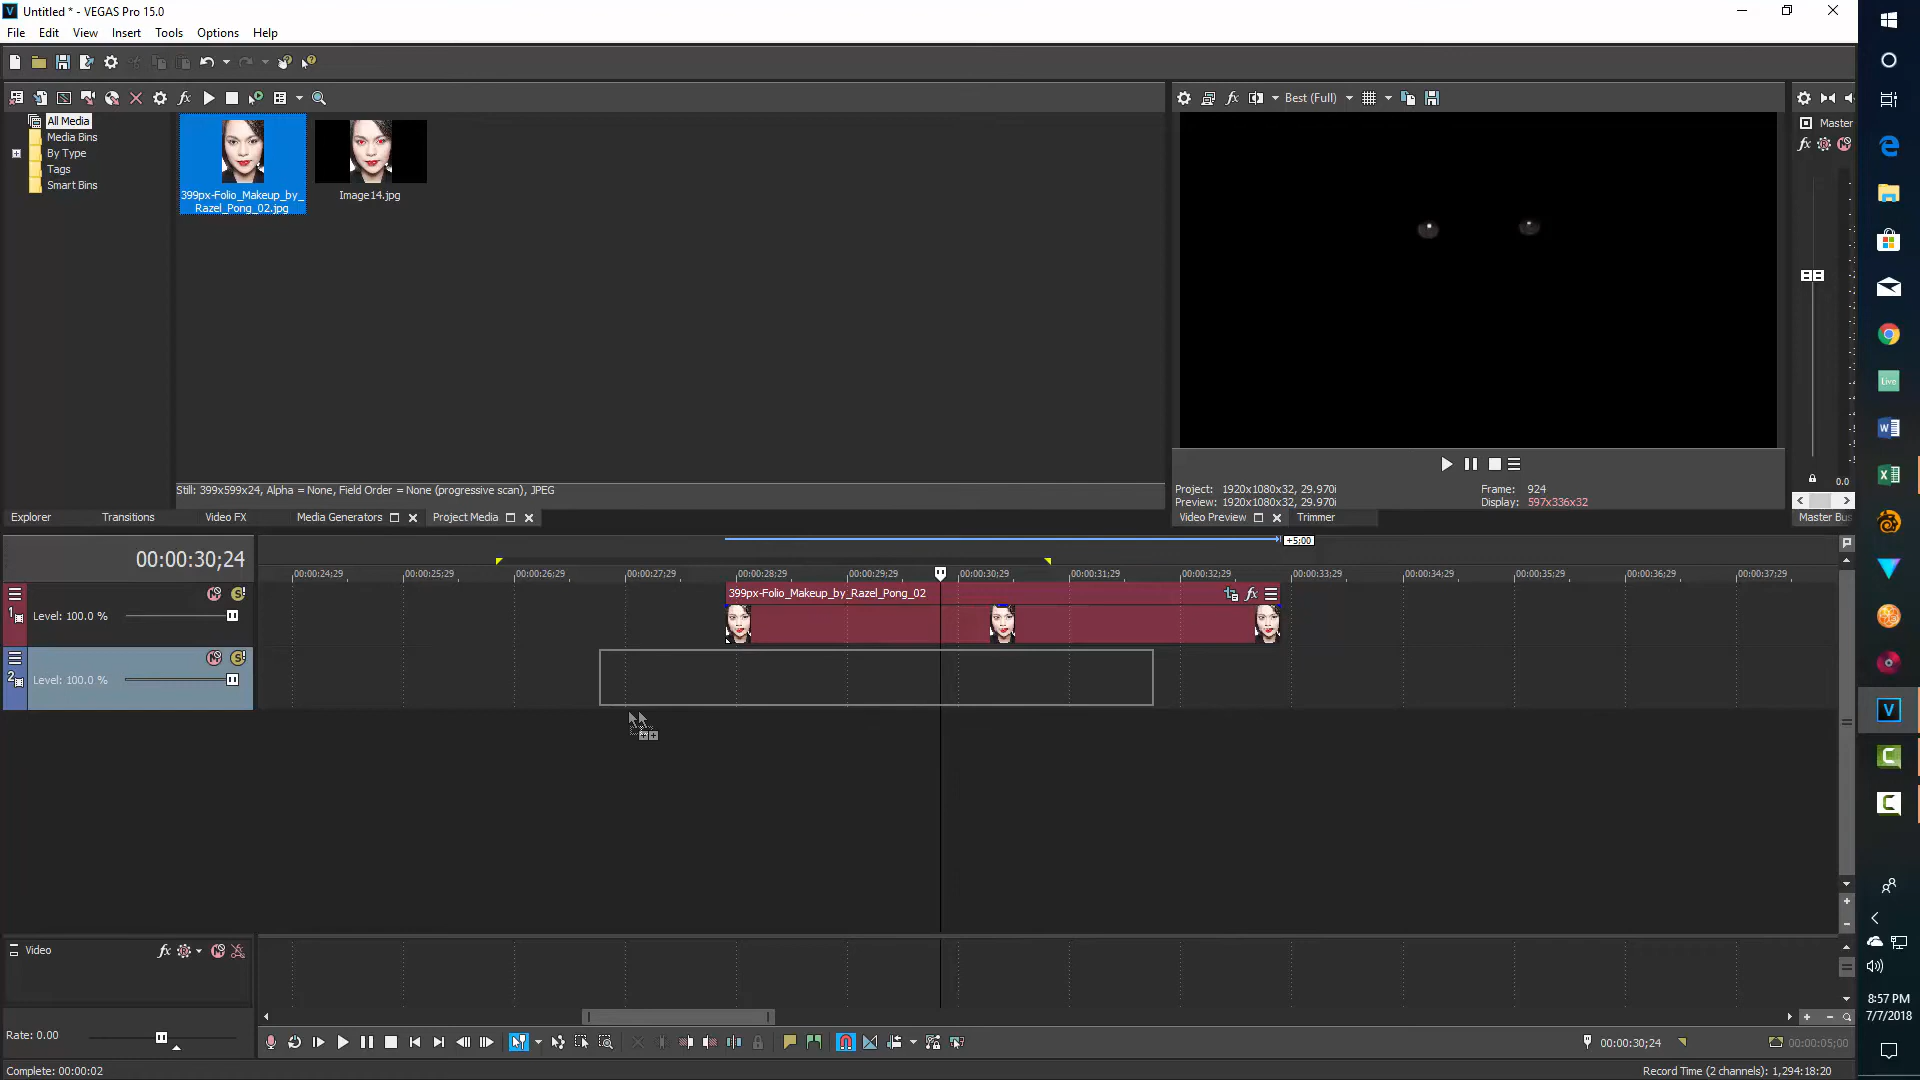 Untitled * - VEGAS Pro 15.0
File Edit View Insert Tools Options Help
Best (Full)
All Media
Media Bins
By Type
Tags
Smart Bins
399px-Folio_Makeup_by_
Razel_Pong_02.jpg
Image14.jpg
Master
Live
Still: 399x599x24, Alpha = None, Field Order = None (progressive scan), JPEG
Project: 1920x1080x32, 29.970i
Preview: 1920x1080x32, 29.970i
Frame: 924
Display: 597x336x32
0.0
Explorer Transitions Video FX Media Generators Project Media
Video Preview Trimmer
Master Bus
+5:00
00:00:30;24
00:00:24;29 00:00:25;29 00:00:26;29 00:00:27;29 00:00:28;29 00:00:29;29 00:00:30;29 00:00:31;29 00:00:32;29 00:00:33;29 00:00:34;29 00:00:35;29 00:00:36;29 00:00:37;29
1
Level: 100.0 %
399px-Folio_Makeup_by_Razel_Pong_02
2
Level: 100.0 %
Video
Rate: 0.00
00:00:30;24
00:00:05;00
Complete: 00:00:02
Record Time (2 channels): 1,294:18:20
8:57 PM
7/7/2018